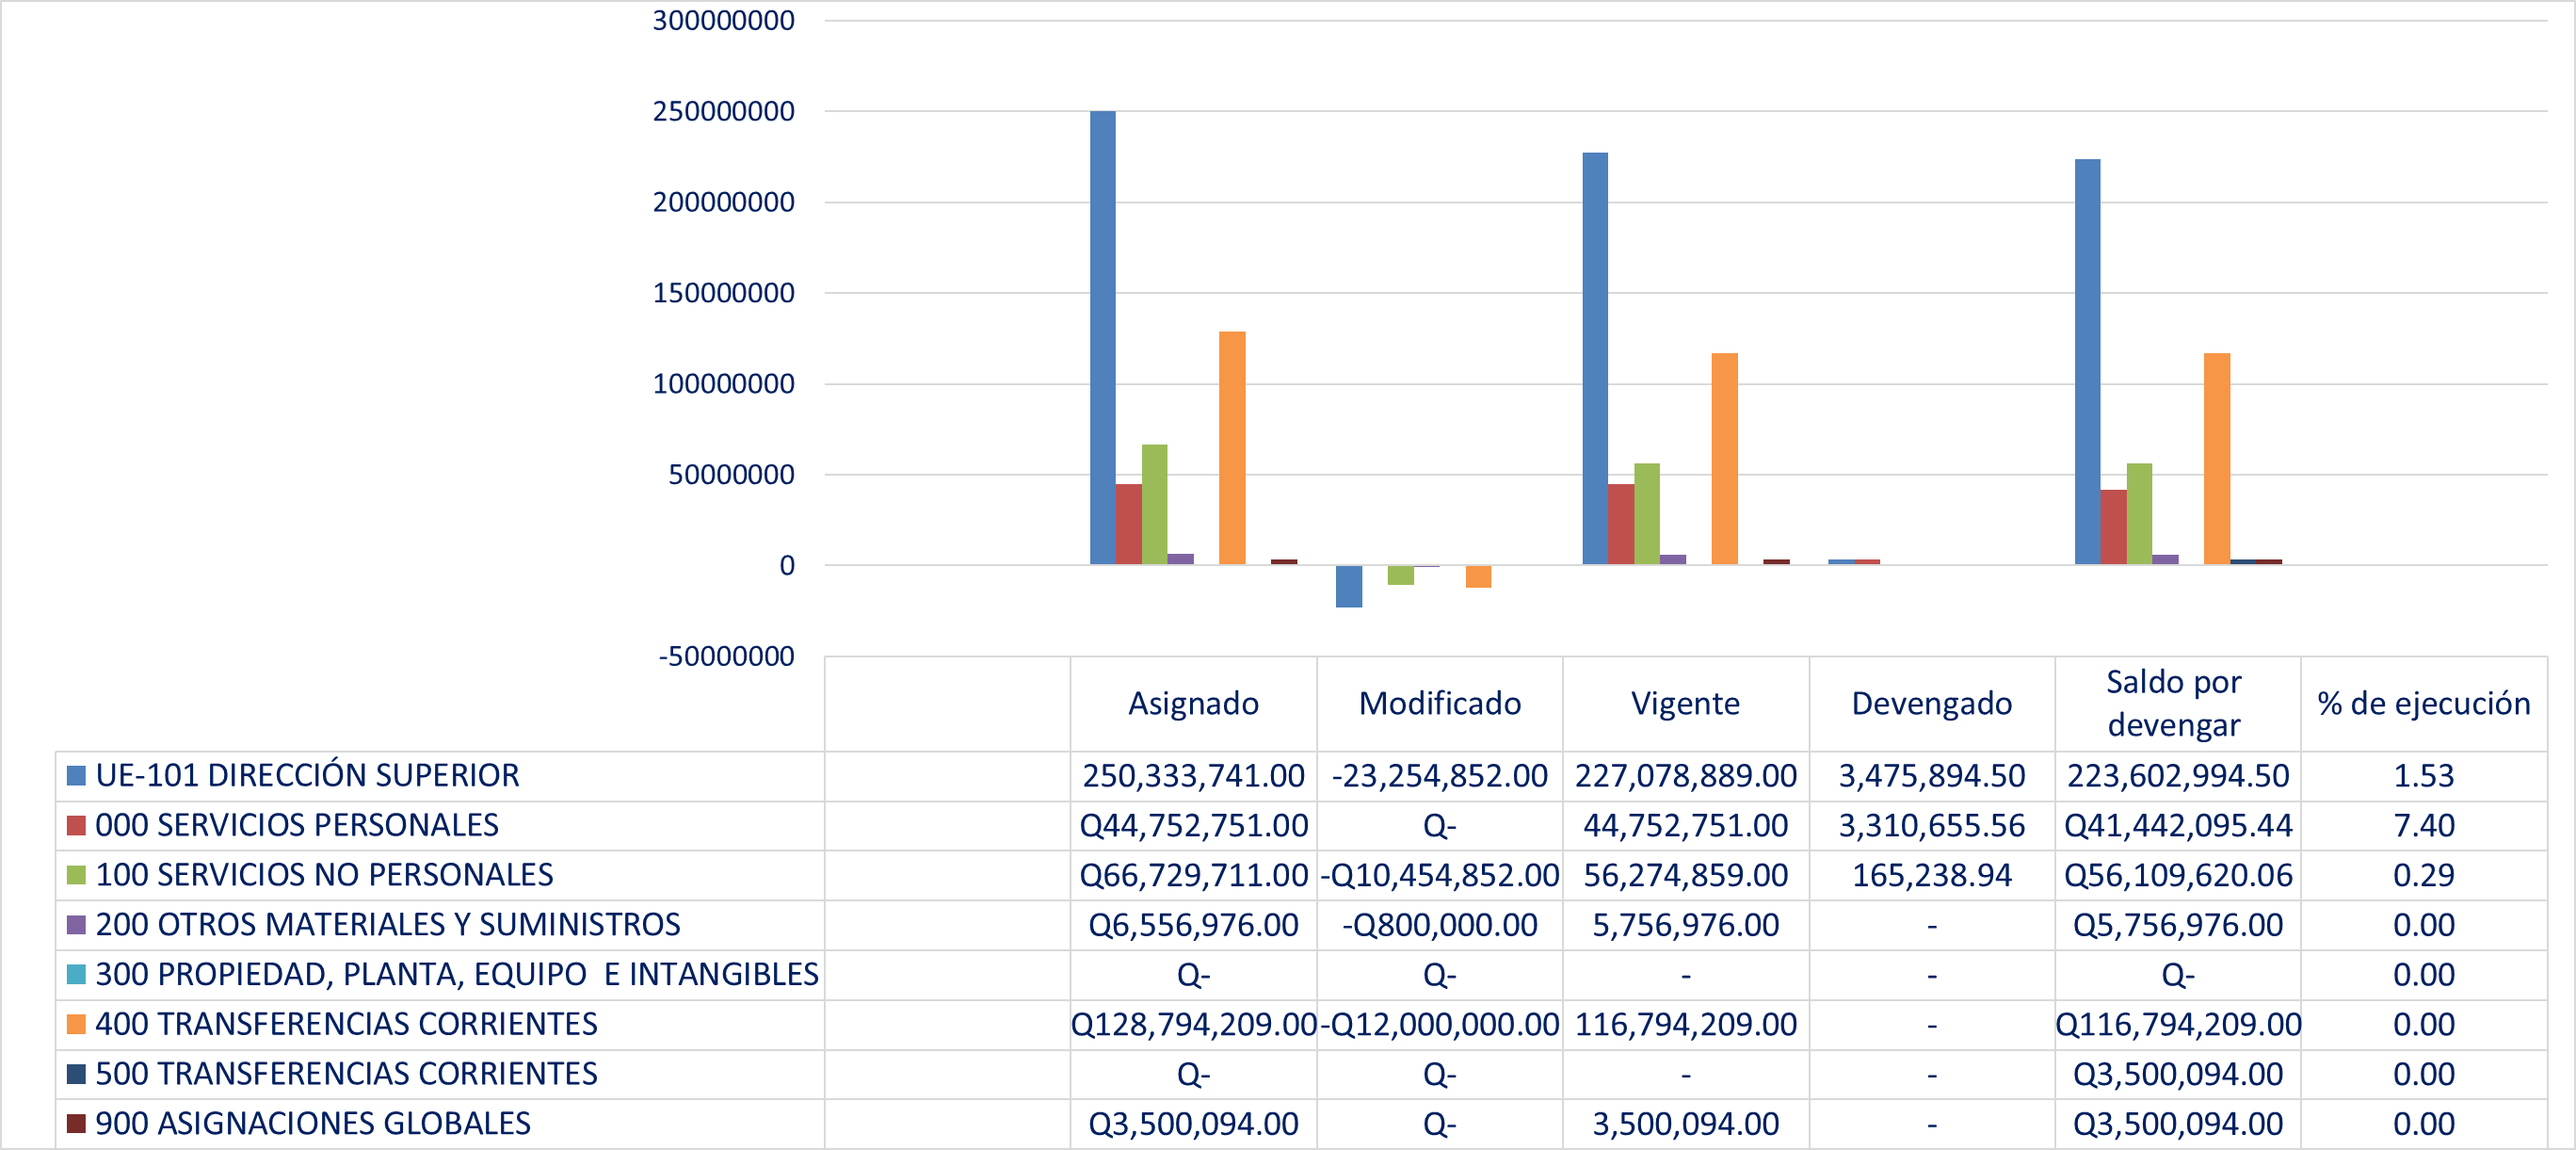 300000000
250000000
200000000
150000000
100000000
50000000
0
-50000000
Asignado Modificado Vigente Devengado Saldo por devengar % de ejecución
UE-101 DIRECCIÓN SUPERIOR 250,333,741.00 -23,254,852.00 227,078,889.00 3,475,894.50 223,602,994.50 1.53
000 SERVICIOS PERSONALES Q44,752,751.00 Q- 44,752,751.00 3,310,655.56 Q41,442,095.44 7.40
100 SERVICIOS NO PERSONALES Q66,729,711.00 -Q10,454,852.00 56,274,859.00 165,238.94 Q56,109,620.06 0.29
200 OTROS MATERIALES Y SUMINISTROS Q6,556,976.00 -Q800,000.00 5,756,976.00 - Q5,756,976.00 0.00
300 PROPIEDAD, PLANTA, EQUIPO  E INTANGIBLES Q- Q- - - Q- 0.00
400 TRANSFERENCIAS CORRIENTES Q128,794,209.00 -Q12,000,000.00 116,794,209.00 - Q116,794,209.00 0.00
500 TRANSFERENCIAS CORRIENTES Q- Q- - - Q3,500,094.00 0.00
900 ASIGNACIONES GLOBALES Q3,500,094.00 Q- 3,500,094.00 - Q3,500,094.00 0.00